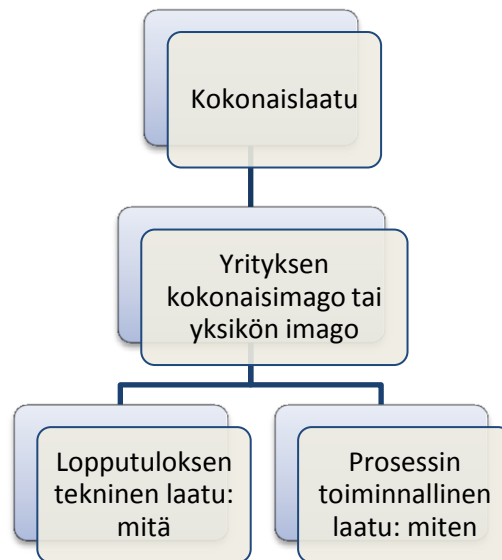 Kokonaislaatu
Yrityksen
kokonaisimago tai
yksikön imago
Lopputuloksen
tekninen laatu:
mitä
Prosessin
toiminnallinen
laatu: miten